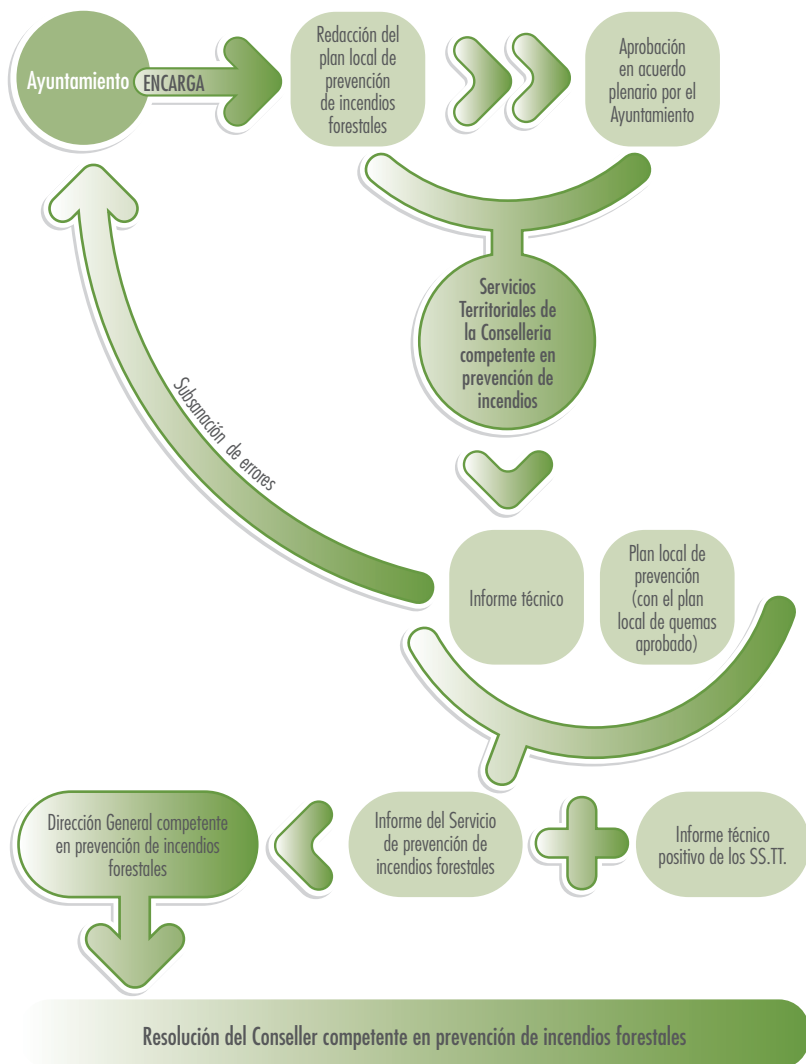 Ayuntamiento
ENCARGA
Redacción del
plan local de
prevención
de incendios
forestales
Aprobación
en acuerdo
plenario por el
Ayuntamiento
Servicios
Territoriales de
la Conselleria
competente en
prevención de
incendios
Subsanación de errores
Informe técnico
Plan local de
prevención
(con el plan
local de quemas
aprobado)
Dirección General competente
en prevención de incendios
forestales
Informe del Servicio
de prevención de
incendios forestales
Informe técnico
positivo de los SS.TT.
Resolución del Conseller competente en prevención de incendios forestales